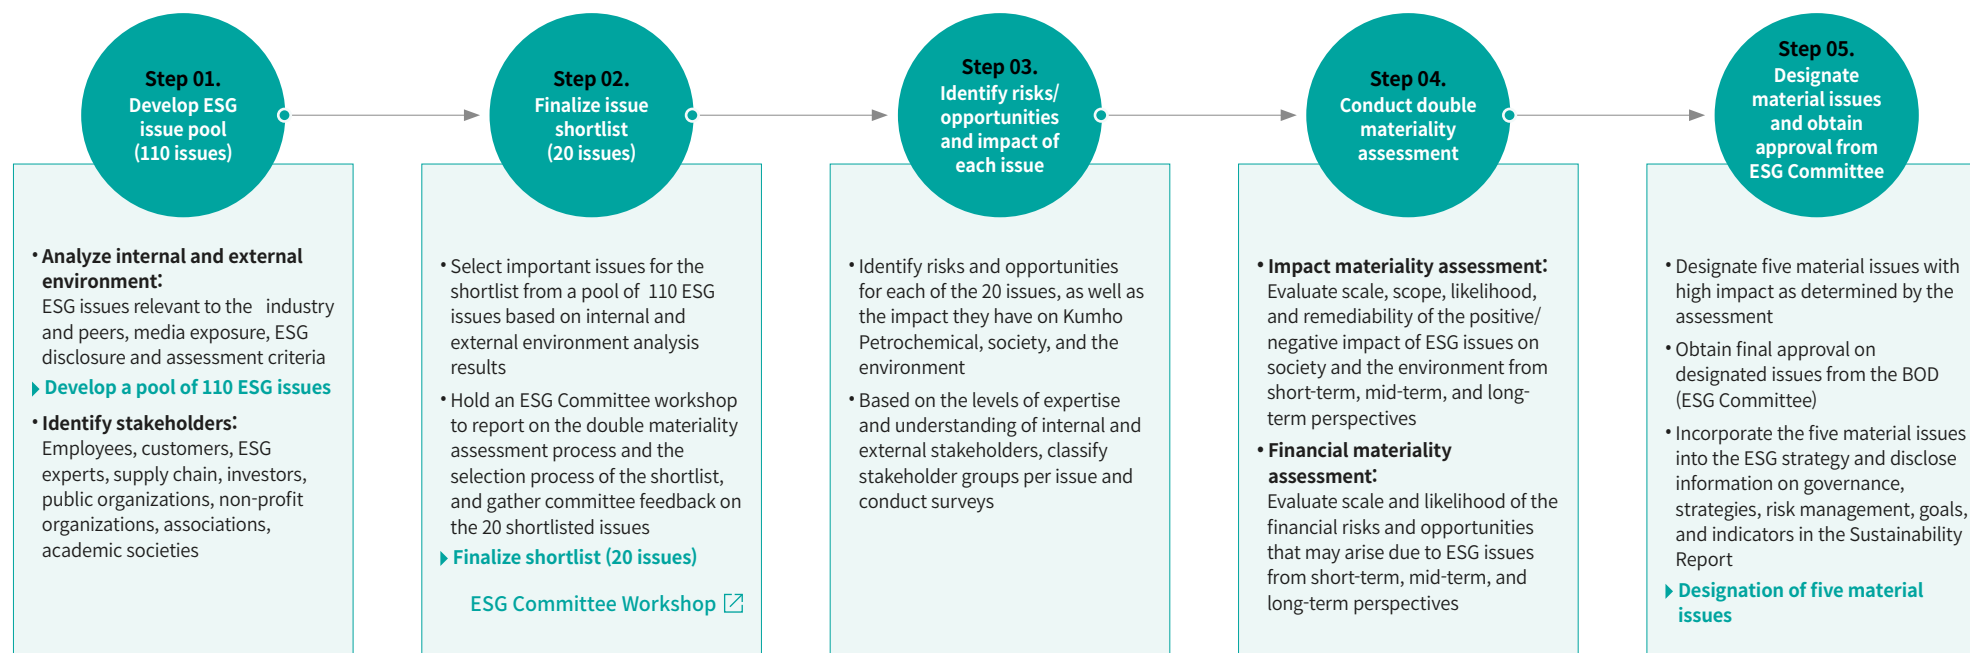 Step 01.
Develop ESG
issue pool
(110 issues)
• Analyze internal and external
environment:
ESG issues relevant to the industry
and peers, media exposure, ESG
disclosure and assessment criteria
Develop a pool of 110 ESG issues
• Identify stakeholders:
Employees, customers, ESG
experts, supply chain, investors,
public organizations, non-profit
organizations, associations,
academic societies
Step 02.
Finalize issue
shortlist
(20 issues)
• Select important issues for the
shortlist from a pool of 110 ESG
issues based on internal and
external environment analysis
results
• Hold an ESG Committee workshop
to report on the double materiality
assessment process and the
selection process of the shortlist,
and gather committee feedback on
the 20 shortlisted issues
Finalize shortlist (20 issues)
ESG Committee Workshop
Step 03.
Identify risks/
opportunities
and impact of
each issue
• Identify risks and opportunities
for each of the 20 issues, as well as
the impact they have on Kumho
Petrochemical, society, and the
environment
• Based on the levels of expertise
and understanding of internal and
external stakeholders, classify
stakeholder groups per issue and
conduct surveys
Step 04.
Conduct double
materiality
assessment
• Impact materiality assessment:
Evaluate scale, scope, likelihood,
and remediability of the positive/
negative impact of ESG issues on
society and the environment from
short-term, mid-term, and long-
term perspectives
• Financial materiality
assessment:
Evaluate scale and likelihood of the
financial risks and opportunities
that may arise due to ESG issues
from short-term, mid-term, and
long-term perspectives
Step 05.
Designate
material issues
and obtain
approval from
ESG Committee
• Designate five material issues with
high impact as determined by the
assessment
• Obtain final approval on
designated issues from the BOD
(ESG Committee)
• Incorporate the five material issues
into the ESG strategy and disclose
information on governance,
strategies, risk management, goals,
and indicators in the Sustainability
Report
Designation of five material
issues